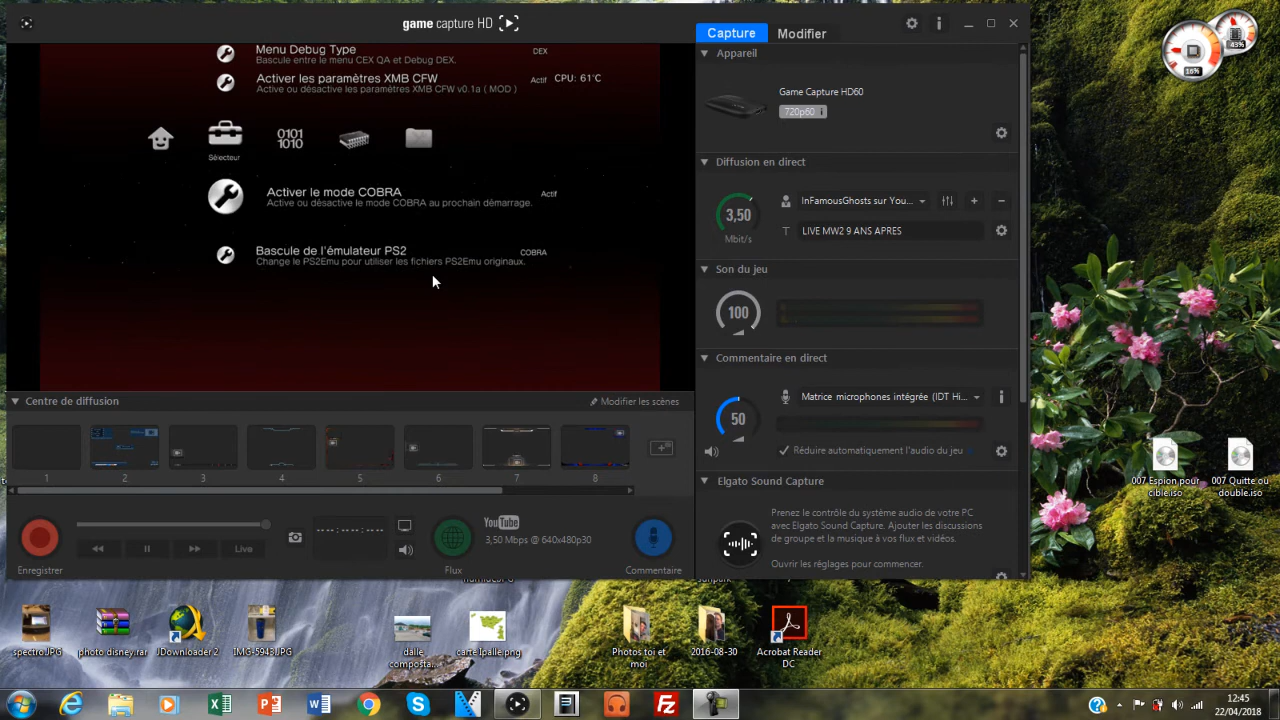 game capture HD
Capture
Modifier
Menu Debug Type
DEX
Bascule entre le menu CEX QA et Debug DEX.
Activer les paramètres XMB CFW
Actif
CPU: 61°C
Active ou désactive les paramètres XMB CFW v0.1a ( MOD )
Sélecteur
Activer le mode COBRA
Actif
Active ou désactive le mode COBRA au prochain démarrage.
Bascule de l'émulateur PS2
COBRA
Change le PS2Emu pour utiliser les fichiers PS2Emu originaux.
Appareil
Game Capture HD60
720p60 i
Diffusion en direct
3,50
Mbit/s
InFamousGhosts sur You...
T LIVE MW2 9 ANS APRES
Son du jeu
100
Commentaire en direct
50
Matrice microphones intégrée (IDT Hi...
Réduire automatiquement l'audio du jeu
Elgato Sound Capture
Prenez le contrôle du système audio de votre PC
avec Elgato Sound Capture. Ajouter les discussions
de groupe et la musique à vos flux et vidéos.
Ouvrir les réglages pour commencer.
Centre de diffusion
Modifier les scènes
1 2 3 4 5 6 7 8
Enregistrer
Live
--:--:--
Flux
YouTube
3,50 Mbps @ 640x480p30
Commentaire
16%
43%
007 Espion pour
cible.iso
007 Quitte ou
double.iso
spectro.JPG
photo disney.rar
JDownloader 2
IMG-5943.JPG
dalle
composta...
carte Ipalle.png
Photos toi et
moi
2016-08-30
Acrobat Reader
DC
12:45
22/04/2018